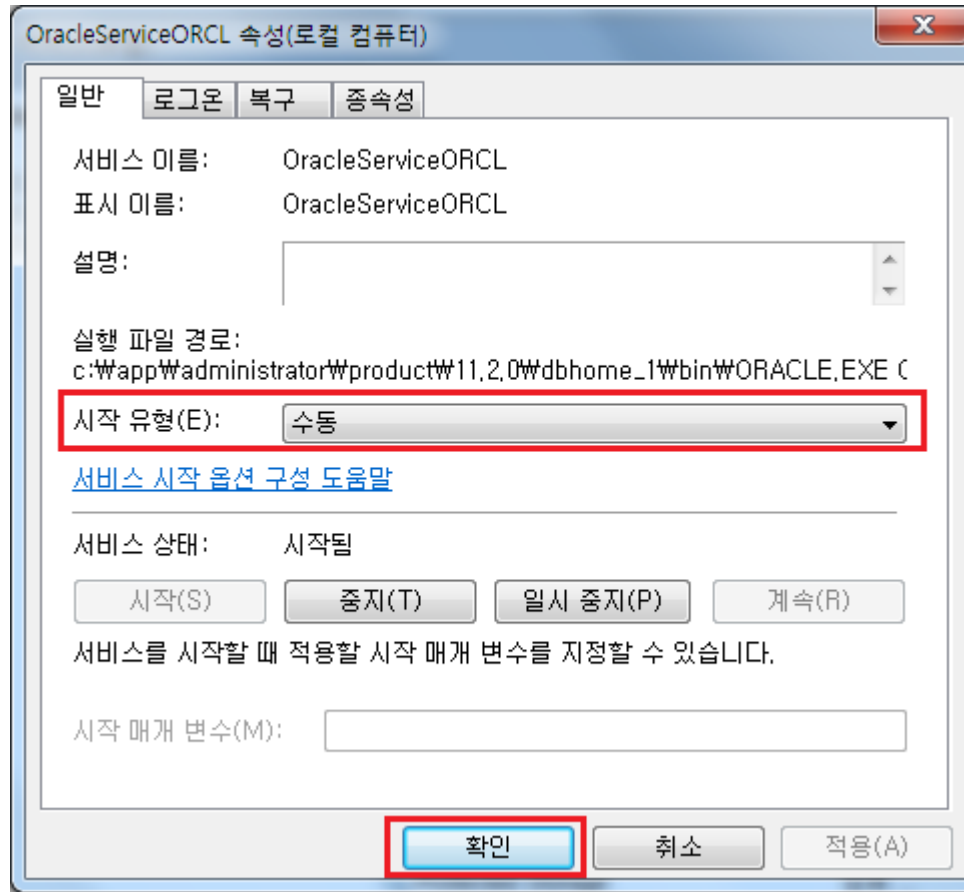 OracleServiceORCL 속성(로컬 컴퓨터)
일반 로그온 복구 종속성
서비스 이름: OracleServiceORCL
표시 이름: OracleServiceORCL
설명:
실행 파일 경로:
c:₩app₩administrator₩product₩11.2.0₩dbhome_1₩bin₩ORACLE.EXE
시작 유형(E): 수동
서비스 시작 옵션 구성 도움말
서비스 상태: 시작됨
시작(S) 중지(T) 일시 중지(P) 계속(R)
서비스를 시작할 때 적용할 시작 매개 변수를 지정할 수 있습니다.
시작 매개 변수(M):
확인 취소 적용(A)